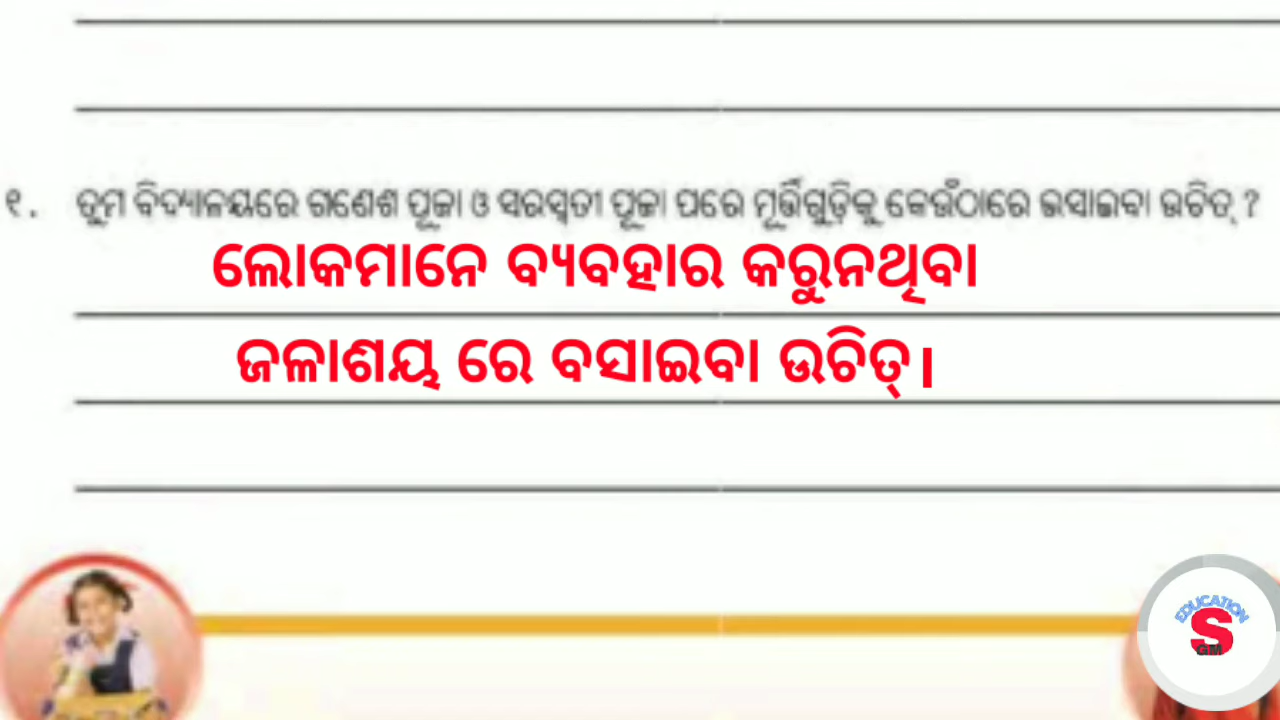 ୧. ତୁମ ବିଦ୍ୟାଳୟରେ ଗଣେଶ ପୂଜା ଓ ସରସ୍ୱତୀ ପୂଜା ପରେ ମୂର୍ତ୍ତିଗୁଡ଼ିକୁ କେଉଁଠାରେ ଭସାଇବା ଉଚିତ୍ ?
ଲୋକମାନେ ବ୍ୟବହାର କରୁନଥିବା
ଜଳାଶୟ ରେ ବସାଇବା ଉଚିତ୍।
EDUCATION
S
GM